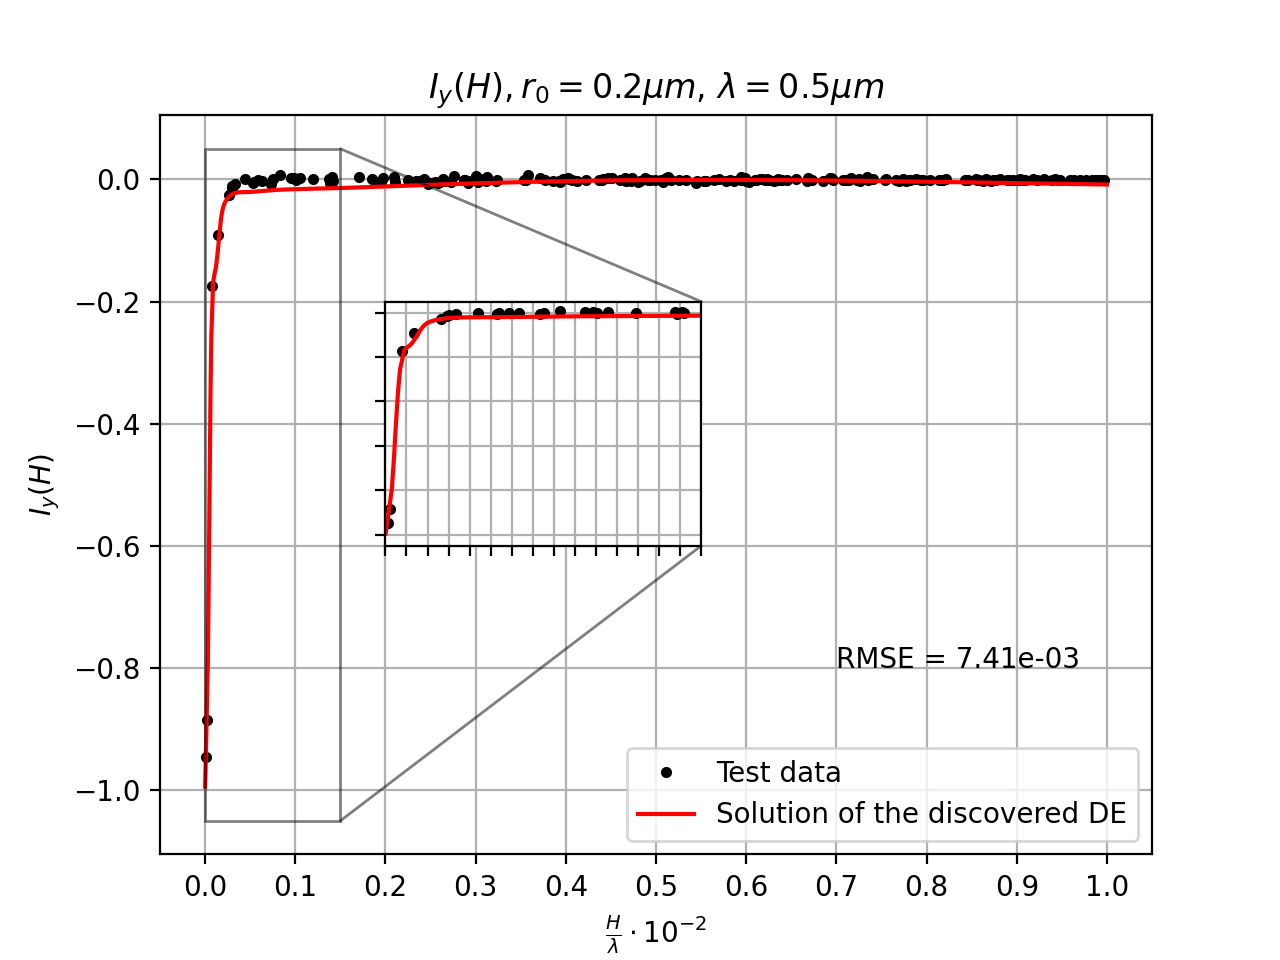 I_y(H), r_0 = 0.2μm, λ = 0.5μm
I_y(H)
0.0
−0.2
−0.4
−0.6
−0.8
−1.0
RMSE = 7.41e-03
Test data
Solution of the discovered DE
0.0 0.1 0.2 0.3 0.4 0.5 0.6 0.7 0.8 0.9 1.0
H/λ · 10^−2